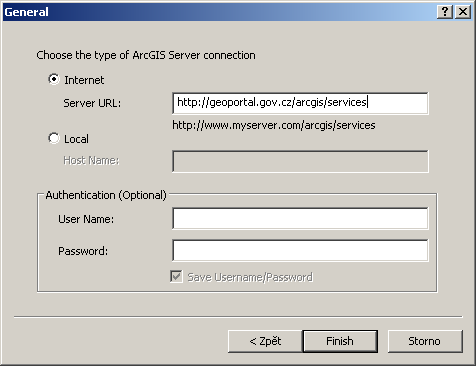 General
Choose the type of ArcGIS Server connection
Internet
Server URL: http://geoportal.gov.cz/arcgis/services
http://www.myserver.com/arcgis/services
Local
Host Name:
Authentication (Optional)
User Name:
Password:
Save Username/Password
< Zpět Finish Storno